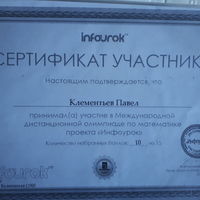 infourok
СЕРТИФИКАТ УЧАСТНИК
Настоящим подтверждается, что
Клементьев Павел
принимал(а) участие в Международной
дистанционной олимпиаде по математике
проекта «Инфоурок»
Количество набранных баллов: 10 из 15
infourok